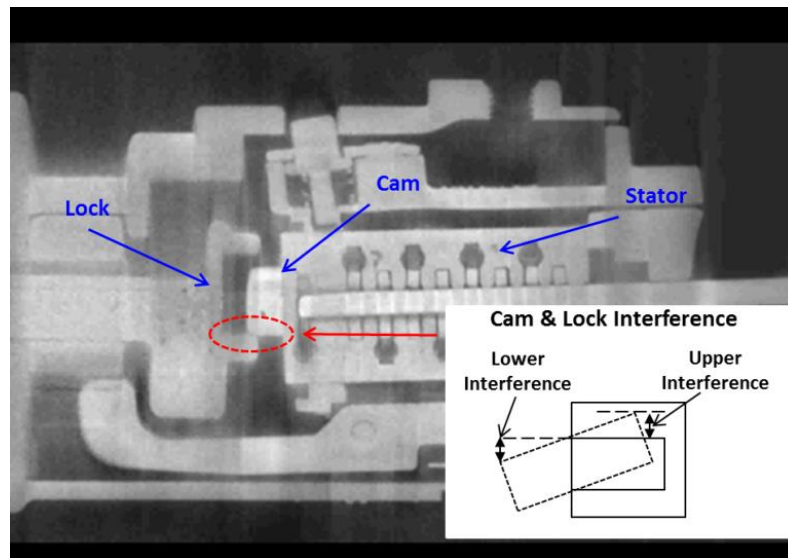 Cam
Lock
Stator
Cam & Lock Interference
Lower
Interference
Upper
Interference